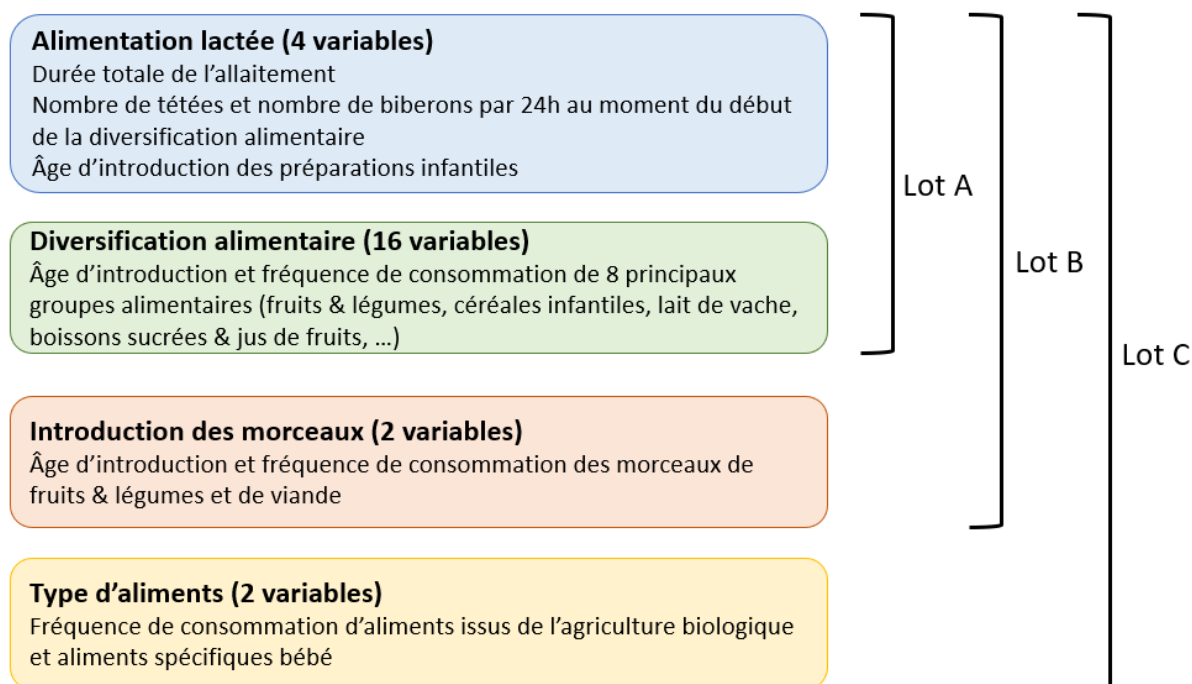 Alimentation lactée (4 variables)
Durée totale de l’allaitement
Nombre de tétées et nombre de biberons par 24h au moment du début
de la diversification alimentaire
Âge d’introduction des préparations infantiles
Lot A
Diversification alimentaire (16 variables)
Âge d’introduction et fréquence de consommation de 8 principaux
groupes alimentaires (fruits & légumes, céréales infantiles, lait de vache,
boissons sucrées & jus de fruits, …)
Lot B
Lot C
Introduction des morceaux (2 variables)
Âge d’introduction et fréquence de consommation des morceaux de
fruits & légumes et de viande
Type d’aliments (2 variables)
Fréquence de consommation d’aliments issus de l’agriculture biologique
et aliments spécifiques bébé